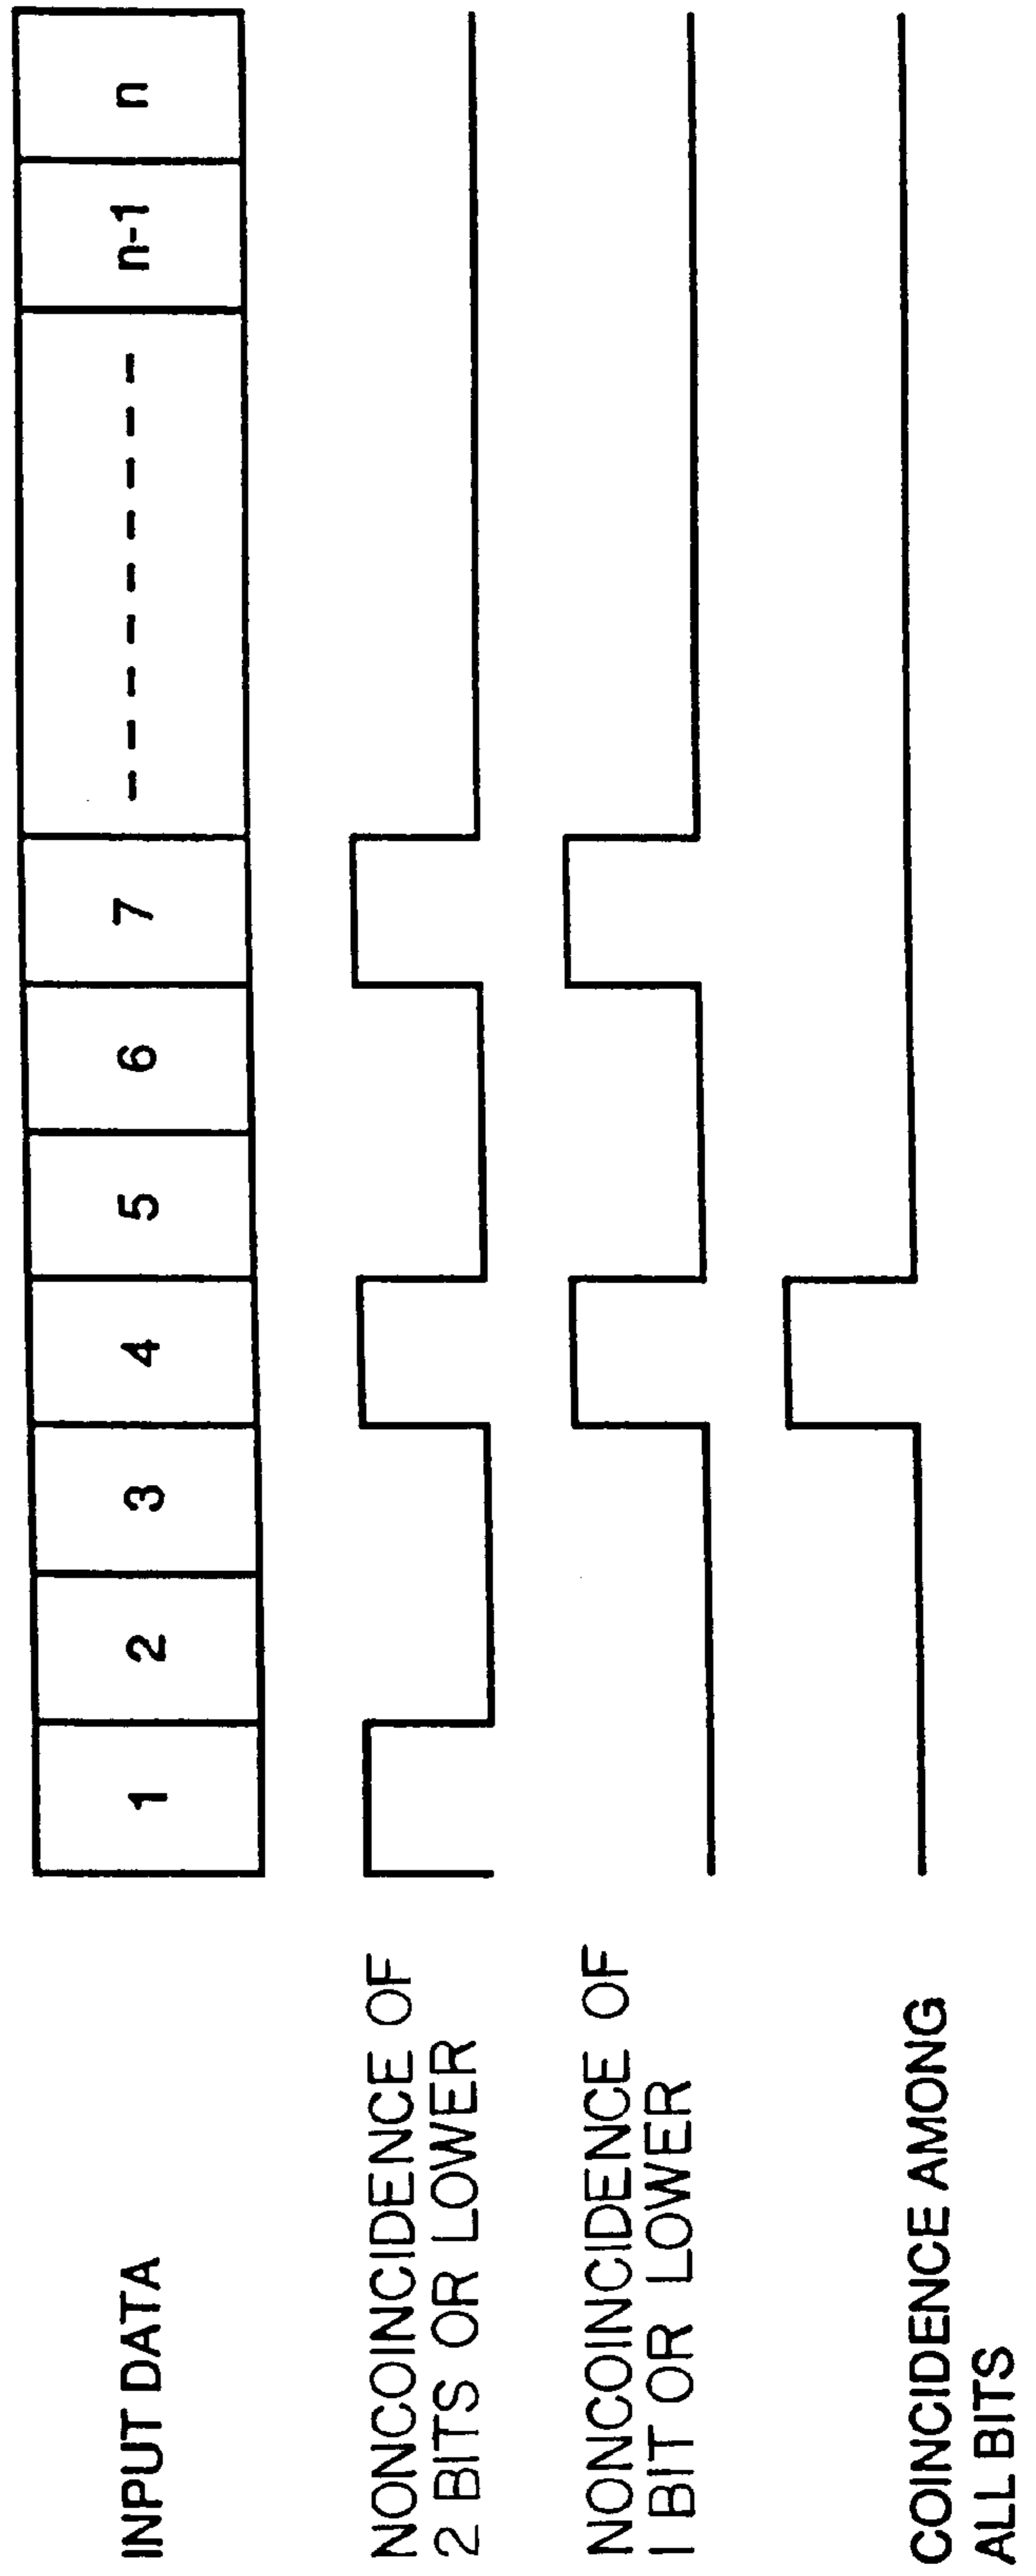 INPUT DATA
1 2 3 4 5 6 7 n-1 n
NONCOINCIDENCE OF
2 BITS OR LOWER
NONCOINCIDENCE OF
1 BIT OR LOWER
COINCIDENCE AMONG
ALL BITS